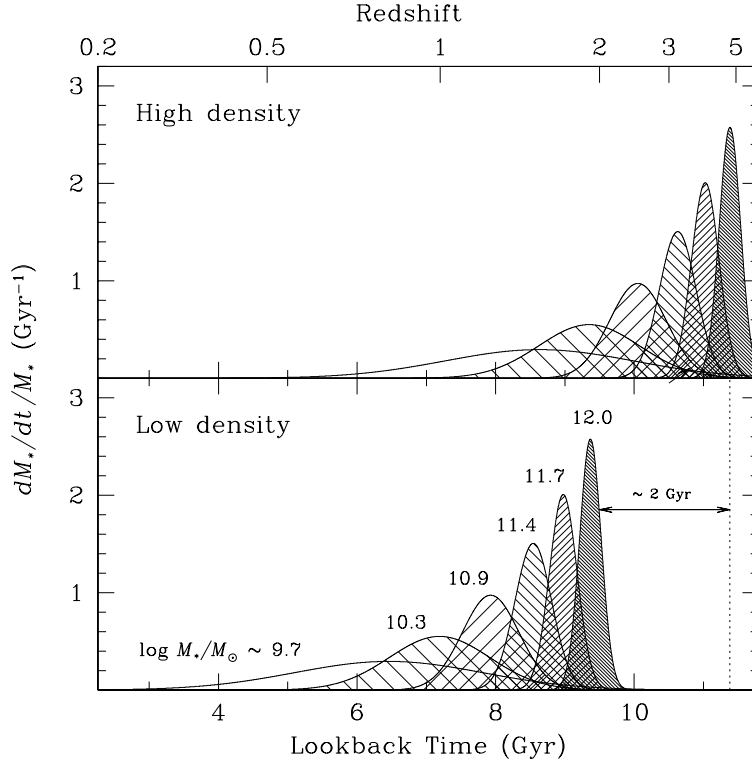 Redshift
0.2 0.5 1 2 3 5
3
High density
2
1
dM*/dt/M* (Gyr⁻¹)
3
Low density
12.0
11.7
2
~ 2 Gyr
11.4
10.9
1
10.3
log M*/M☉ ~ 9.7
4 6 8 10
Lookback Time (Gyr)